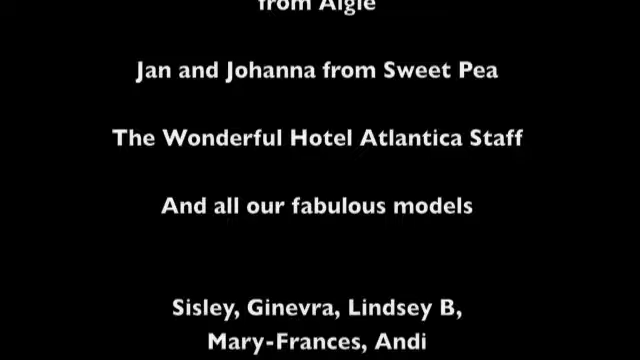 from Aigle
Jan and Johanna from Sweet Pea
The Wonderful Hotel Atlantica Staff
And all our fabulous models
Sisley, Ginevra, Lindsey B,
Mary-Frances, Andi